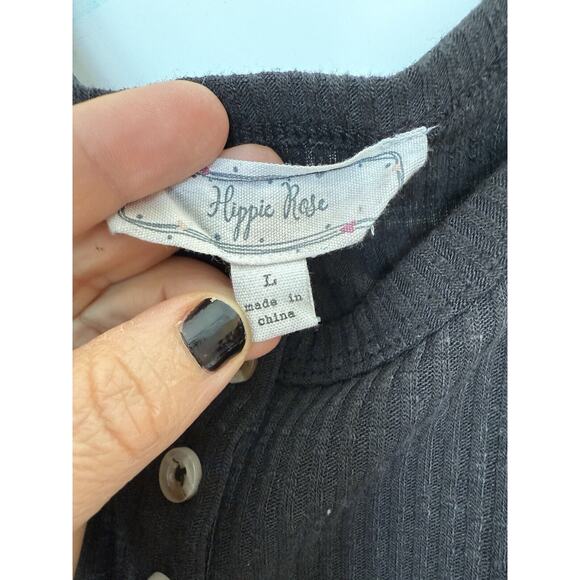 Hippie Rose
L
made in
china